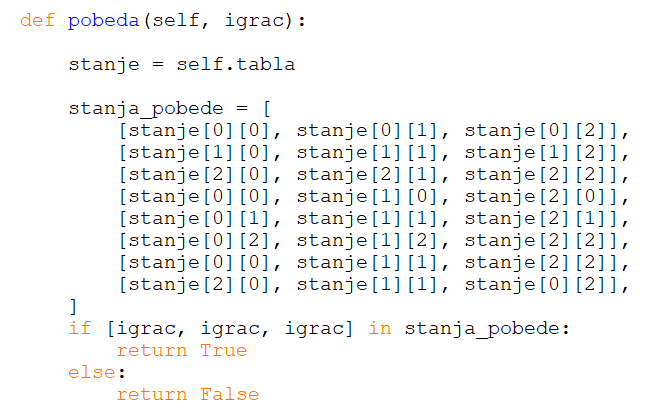 def pobeda(self, igrac):
stanje = self.tabla
stanja_pobede = [
[stanje[0][0], stanje[0][1], stanje[0][2]],
[stanje[1][0], stanje[1][1], stanje[1][2]],
[stanje[2][0], stanje[2][1], stanje[2][2]],
[stanje[0][0], stanje[1][0], stanje[2][0]],
[stanje[0][1], stanje[1][1], stanje[2][1]],
[stanje[0][2], stanje[1][2], stanje[2][2]],
[stanje[0][0], stanje[1][1], stanje[2][2]],
[stanje[2][0], stanje[1][1], stanje[0][2]],
]
if [igrac, igrac, igrac] in stanja_pobede:
return True
else:
return False